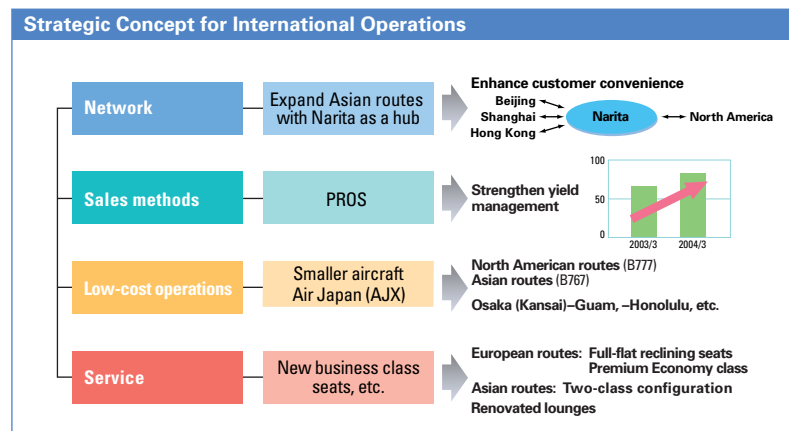 Strategic Concept for International Operations
Network
Expand Asian routes
with Narita as a hub
Enhance customer convenience
Beijing
Shanghai
Hong Kong
Narita
North America
Sales methods
PROS
Strengthen yield
management
100
50
0
2003/3 2004/3
Low-cost operations
Smaller aircraft
Air Japan (AJX)
North American routes (B777)
Asian routes (B767)
Osaka (Kansai)–Guam, –Honolulu, etc.
Service
New business class
seats, etc.
European routes: Full-flat reclining seats
Premium Economy class
Asian routes: Two-class configuration
Renovated lounges